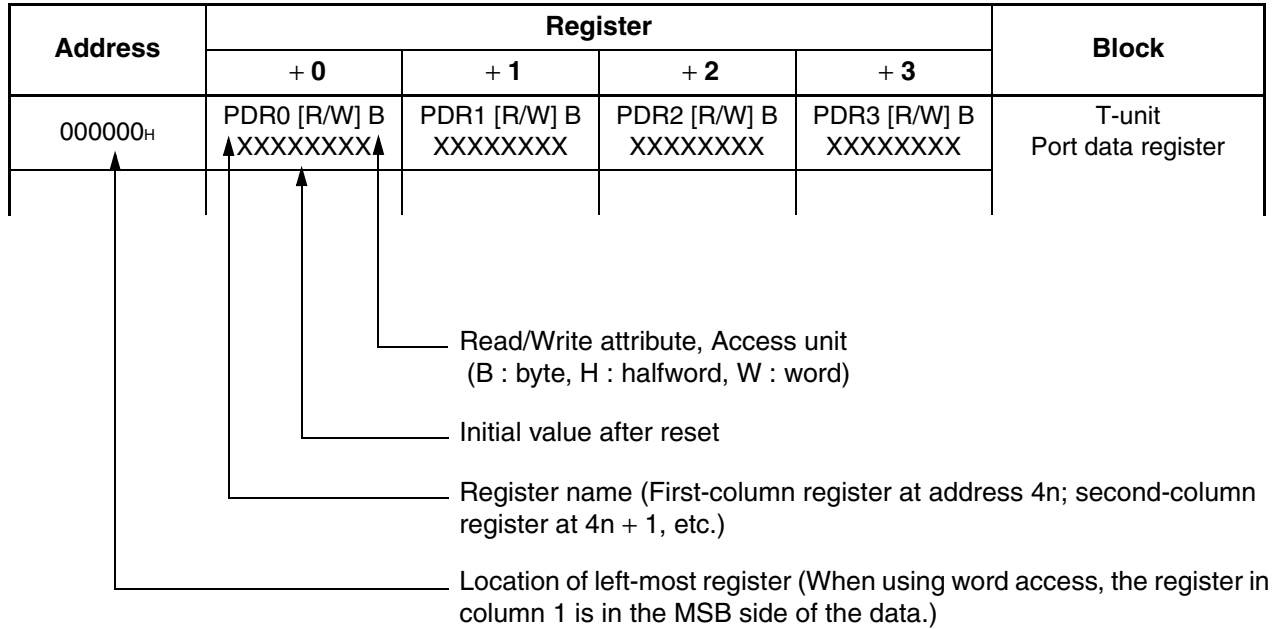 Address Register Block
+ 0 + 1 + 2 + 3
000000H PDR0 [R/W] B PDR1 [R/W] B PDR2 [R/W] B PDR3 [R/W] B T-unit
XXXXXXXX XXXXXXXX XXXXXXXX XXXXXXXX Port data register
Read/Write attribute, Access unit
(B : byte, H : halfword, W : word)
Initial value after reset
Register name (First-column register at address 4n; second-column
register at 4n + 1, etc.)
Location of left-most register (When using word access, the register in
column 1 is in the MSB side of the data.)